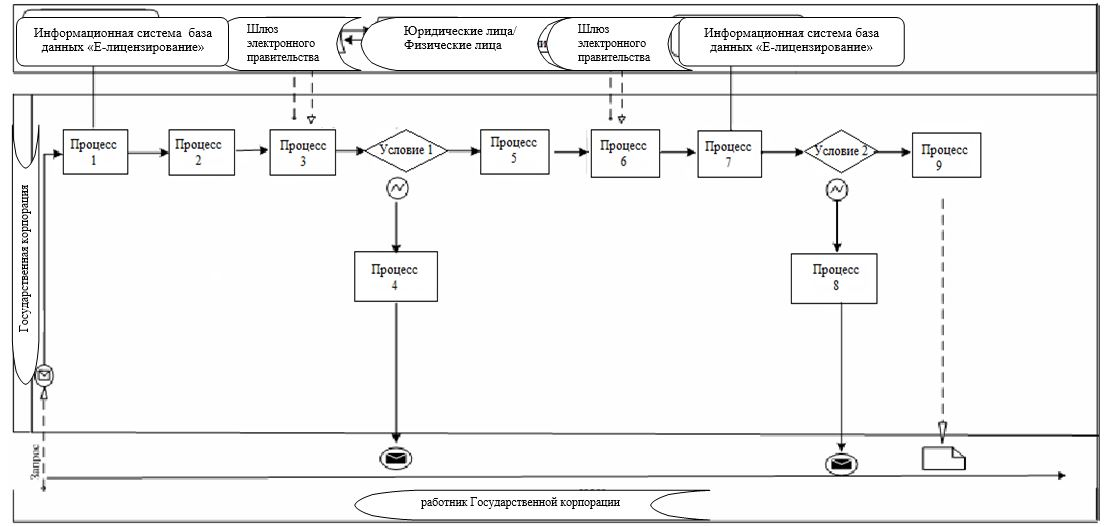 Информационная система база
данных «Е-лицензирование»
Шлюз
электронного
правительства
Юридические лица/
Физические лица
Шлюз
электронного
правительства
Информационная система база
данных «Е-лицензирование»
Государственная корпорация
Процесс
1
Процесс
2
Процесс
3
Условие 1
Процесс
5
Процесс
6
Процесс
7
Условие 2
Процесс
9
Процесс
4
Процесс
8
Запрос
работник Государственной корпорации